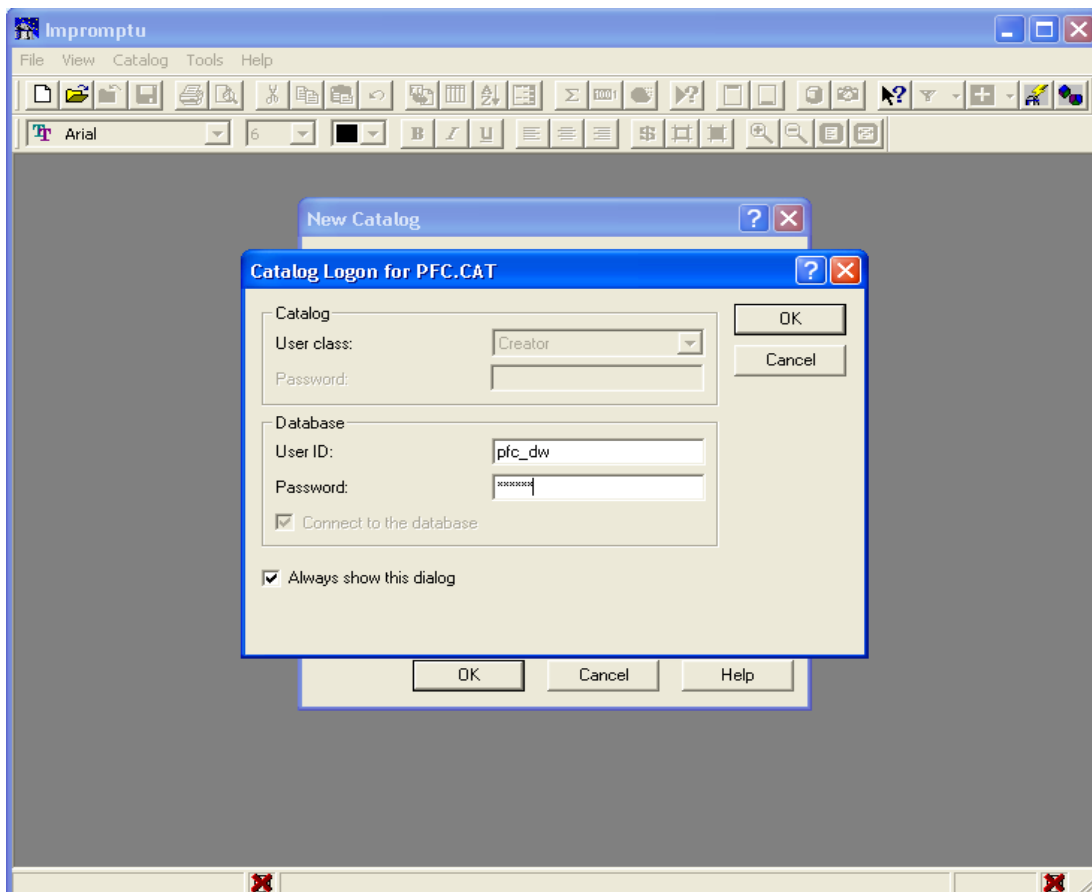 Impromptu
File View Catalog Tools Help
Arial 6 B I U
New Catalog
Catalog Logon for PFC.CAT
Catalog
User class: Creator
Password:
OK
Cancel
Database
User ID: pfc_dw
Password: ******
Connect to the database
Always show this dialog
OK Cancel Help